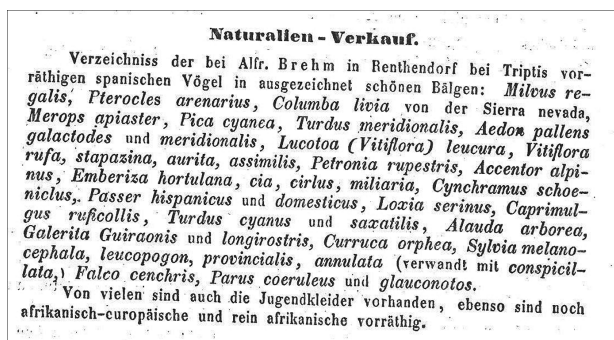 Naturalien-Verkauf.
Verzeichniss der bei Alfr. Brehm in Renthendorf bei Triptis vor-
räthigen spanischen Vögel in ausgezeichnet schönen Bälgen: Milvus re-
galis, Pterocles arenarius, Columba livia von der Sierra nevada,
Merops apiaster, Pica cyanea, Turdus meridionalis, Aedon pallens
galactodes und meridionalis, Lucotoa (Vitiflora) leucura, Vitiflora
rufa, stapazina, aurita, assimilis, Petronia rupestris, Accentor alpi-
nus, Emberiza hortulana, cia, cirlus, miliaria, Cynchramus schoe-
niclus, Passer hispanicus und domesticus, Loxia serinus, Caprimul-
gus ruficollis, Turdus cyanus und saxatilis, Alauda arborea,
Galerita Guiraonis und longirostris, Curruca orphea, Sylvia melano-
cephala, leucopogon, provincialis, annulata (verwandt mit conspicil-
lata,) Falco cenchris, Parus coeruleus und glauconotos.
Von vielen sind auch die Jugendkleider vorhanden, ebenso sind noch
afrikanisch-europäische und rein afrikanische vorräthig.